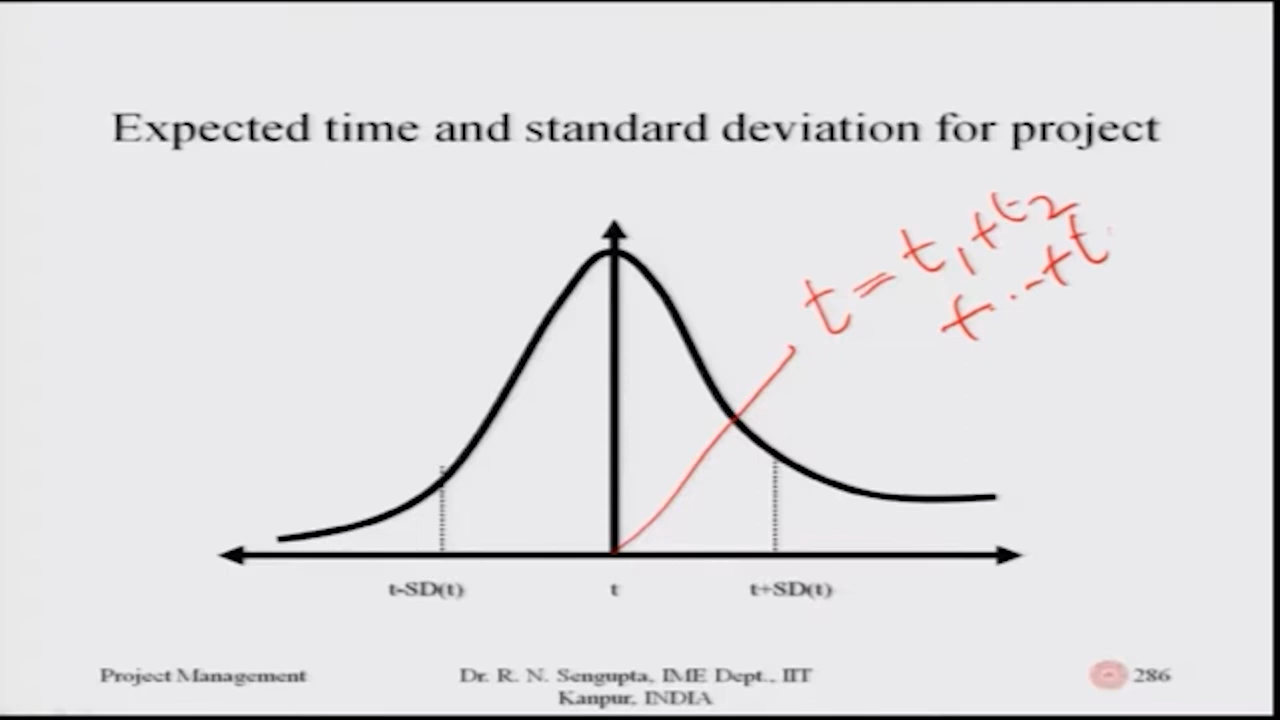 Expected time and standard deviation for project
t = t1 + t2
+ .. + t
t-SD(t) t t+SD(t)
Project Management Dr. R. N. Sengupta, IME Dept., IIT 286
Kanpur, INDIA